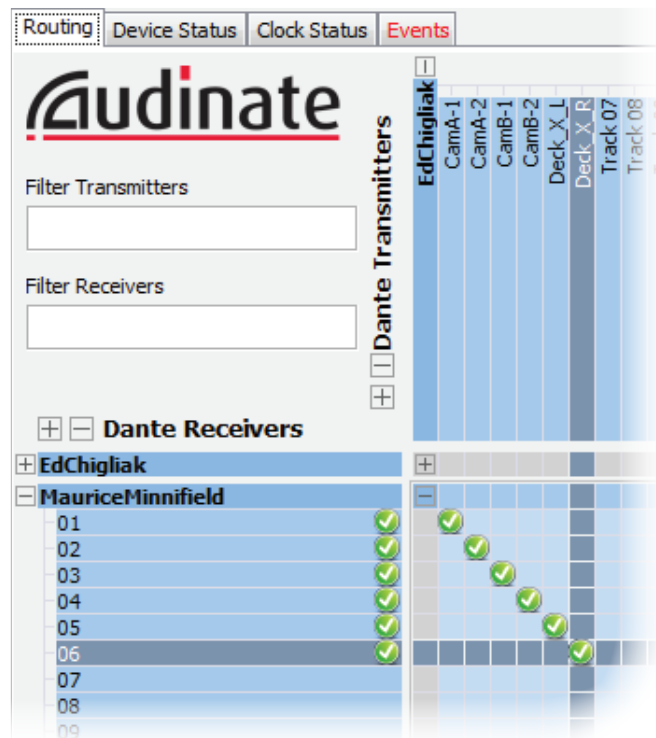 Routing Device Status Clock Status Events
Audinate
Filter Transmitters
Filter Receivers
Dante Transmitters
EdChigliak
CamA-1
CamA-2
CamB-1
CamB-2
Deck_X_L
Deck_X_R
Track 07
Track 08
Dante Receivers
EdChigliak
MauriceMinnifield
01
02
03
04
05
06
07
08
09